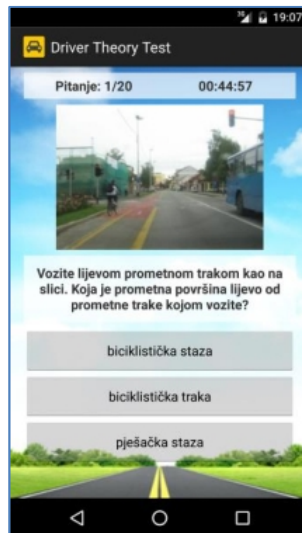 19:07
Driver Theory Test
Pitanje: 1/20 00:44:57
Vozite lijevom prometnom trakom kao na
slici. Koja je prometna površina lijevo od
prometne trake kojom vozite?
biciklistička staza
biciklistička traka
pješačka staza